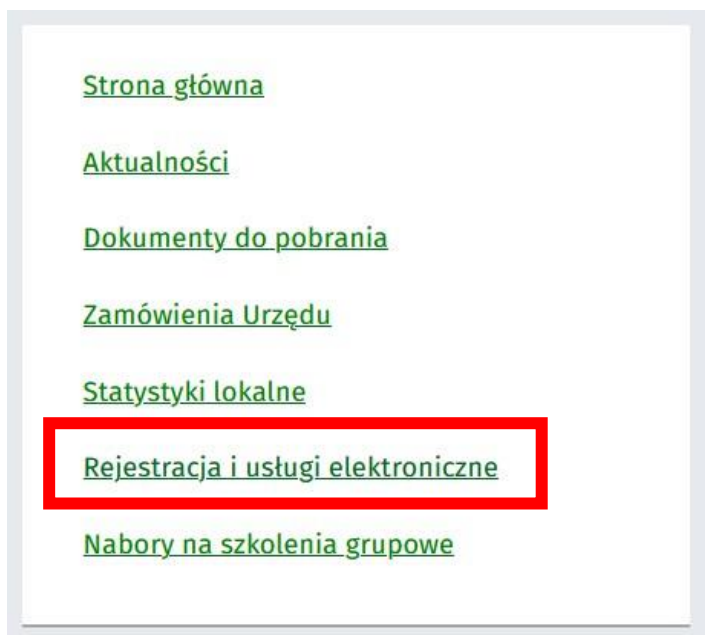 Strona główna
Aktualności
Dokumenty do pobrania
Zamówienia Urzędu
Statystyki lokalne
Rejestracja i usługi elektroniczne
Nabory na szkolenia grupowe